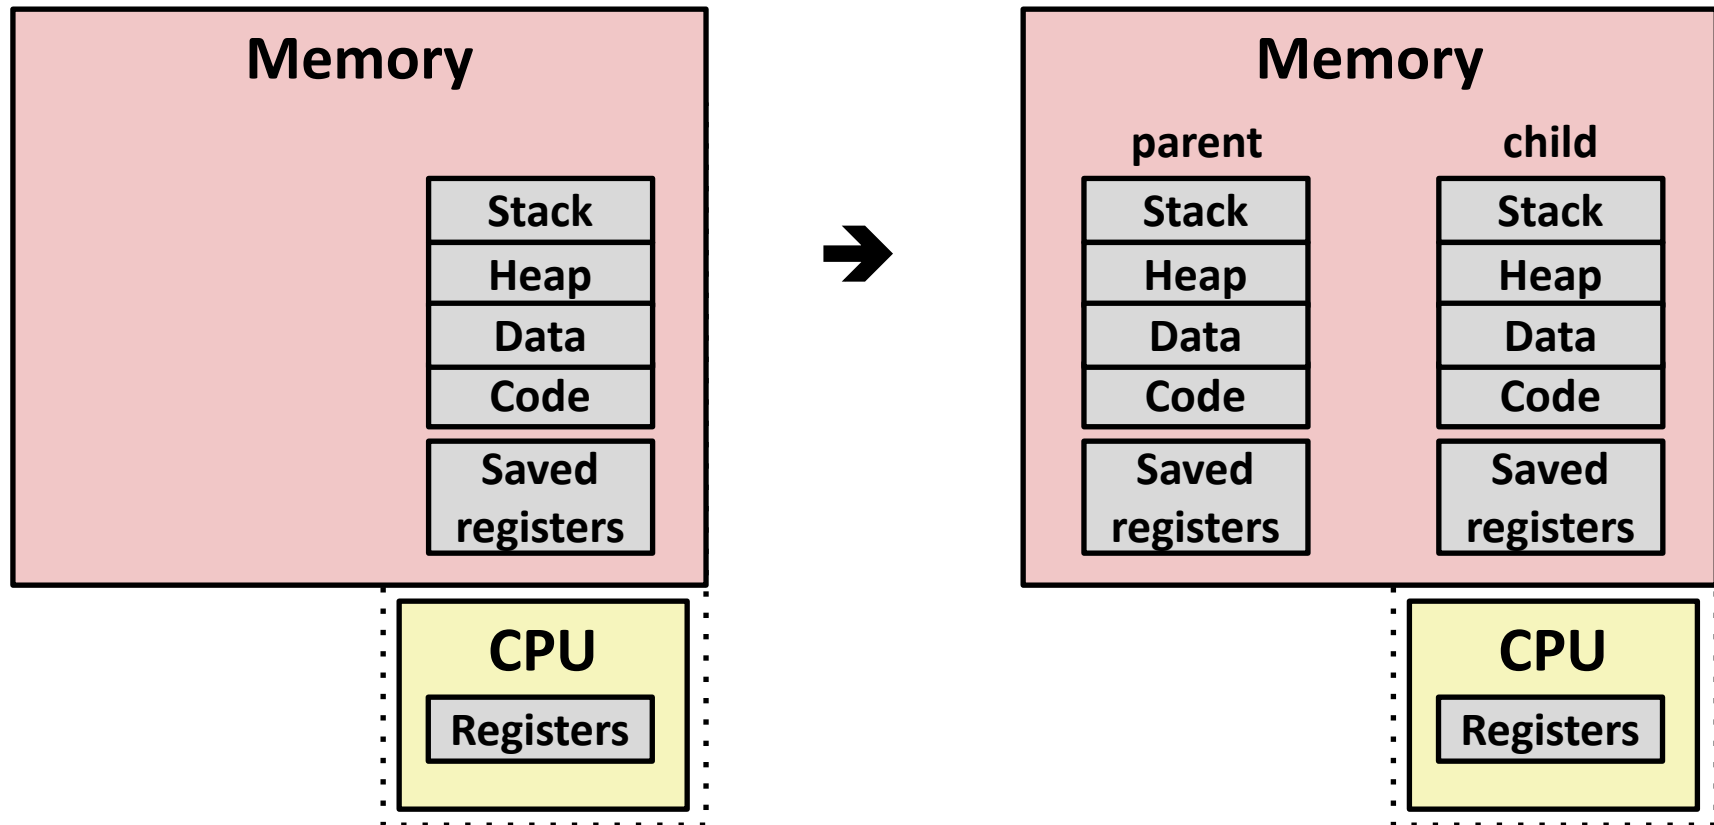 Memory
Stack
Heap
Data
Code
Saved
registers
CPU
Registers
Memory
parent
child
Stack
Stack
Heap
Heap
Data
Data
Code
Code
Saved
registers
Saved
registers
CPU
Registers